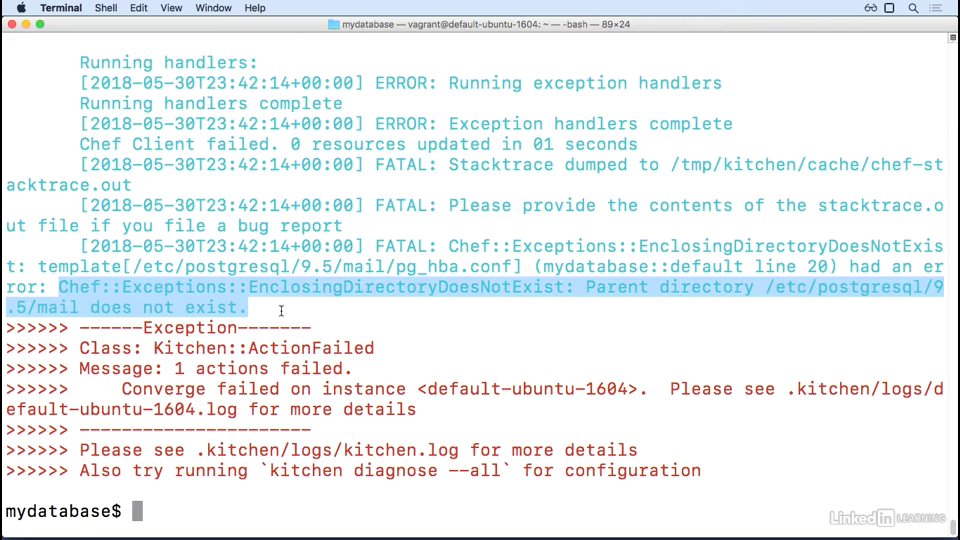 Terminal Shell Edit View Window Help
mydatabase — vagrant@default-ubuntu-1604: ~ — -bash — 89×24
Running handlers:
[2018-05-30T23:42:14+00:00] ERROR: Running exception handlers
Running handlers complete
[2018-05-30T23:42:14+00:00] ERROR: Exception handlers complete
Chef Client failed. 0 resources updated in 01 seconds
[2018-05-30T23:42:14+00:00] FATAL: Stacktrace dumped to /tmp/kitchen/cache/chef-st
acktrace.out
[2018-05-30T23:42:14+00:00] FATAL: Please provide the contents of the stacktrace.o
ut file if you file a bug report
[2018-05-30T23:42:14+00:00] FATAL: Chef::Exceptions::EnclosingDirectoryDoesNotExis
t: template[/etc/postgresql/9.5/mail/pg_hba.conf] (mydatabase::default line 20) had an er
ror: Chef::Exceptions::EnclosingDirectoryDoesNotExist: Parent directory /etc/postgresql/9
.5/mail does not exist.
>>>>>> ------Exception-------
>>>>>> Class: Kitchen::ActionFailed
>>>>>> Message: 1 actions failed.
>>>>>>     Converge failed on instance <default-ubuntu-1604>.  Please see .kitchen/logs/d
efault-ubuntu-1604.log for more details
>>>>>> ----------------------
>>>>>> Please see .kitchen/logs/kitchen.log for more details
>>>>>> Also try running `kitchen diagnose --all` for configuration
mydatabase$
Linked in LEARNING